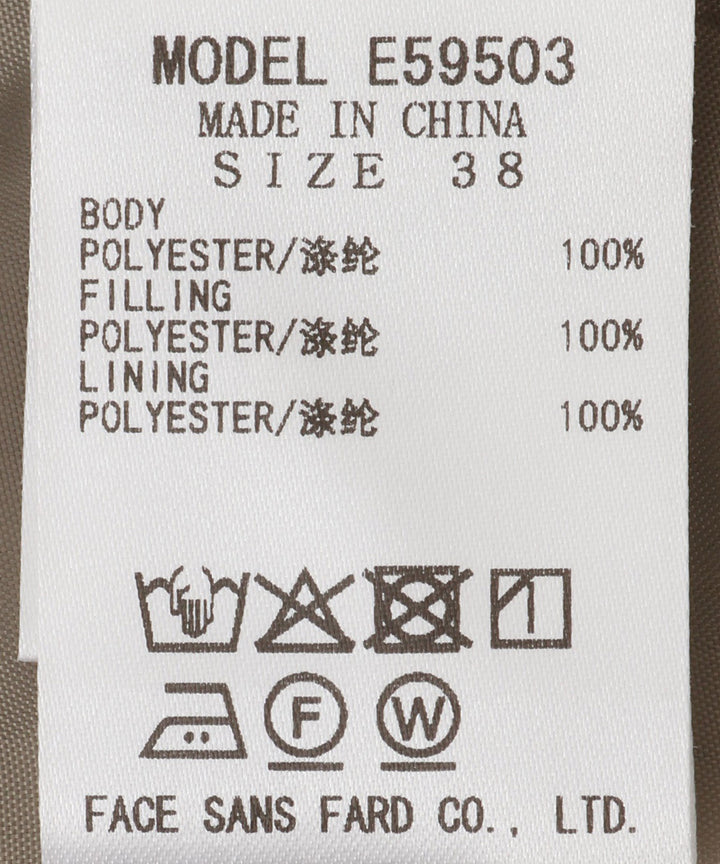 MODEL E59503
MADE IN CHINA
SIZE 38
BODY
POLYESTER/涤纶 100%
FILLING
POLYESTER/涤纶 100%
LINING
POLYESTER/涤纶 100%
F W
FACE SANS FARD CO., LTD.